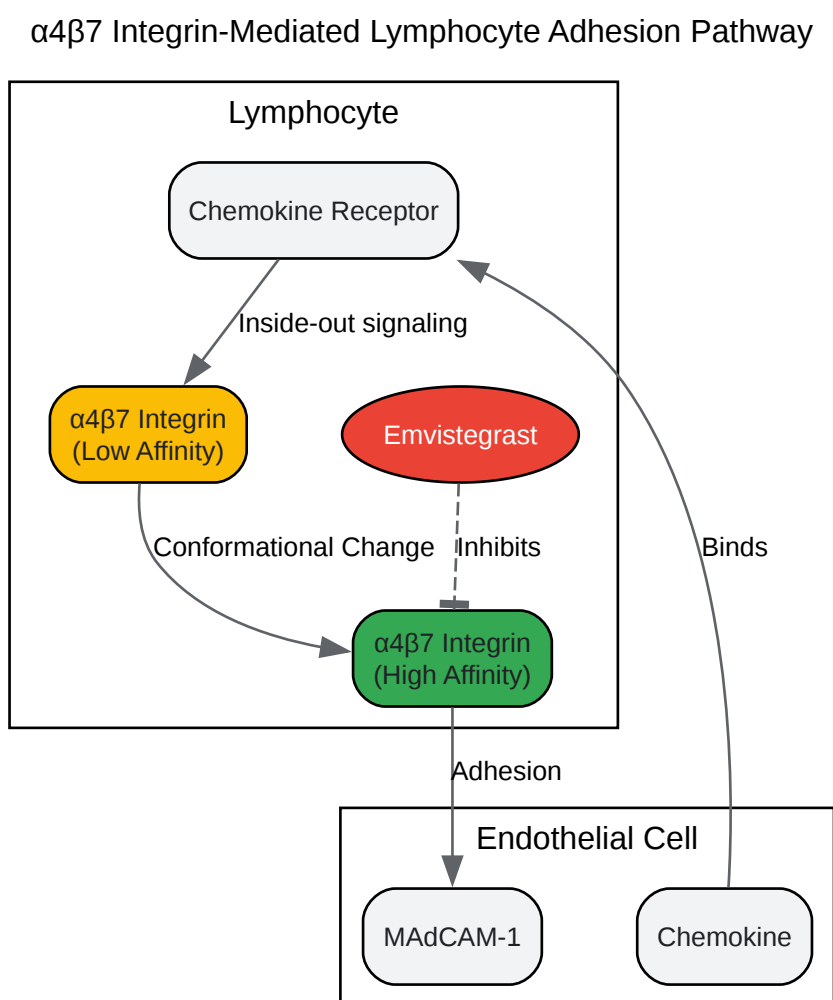 α4β7 Integrin-Mediated Lymphocyte Adhesion Pathway
Lymphocyte
Chemokine Receptor
Inside-out signaling
α4β7 Integrin
(Low Affinity)
Emvistegrast
Conformational Change
Inhibits
Binds
α4β7 Integrin
(High Affinity)
Adhesion
Endothelial Cell
MAdCAM-1
Chemokine